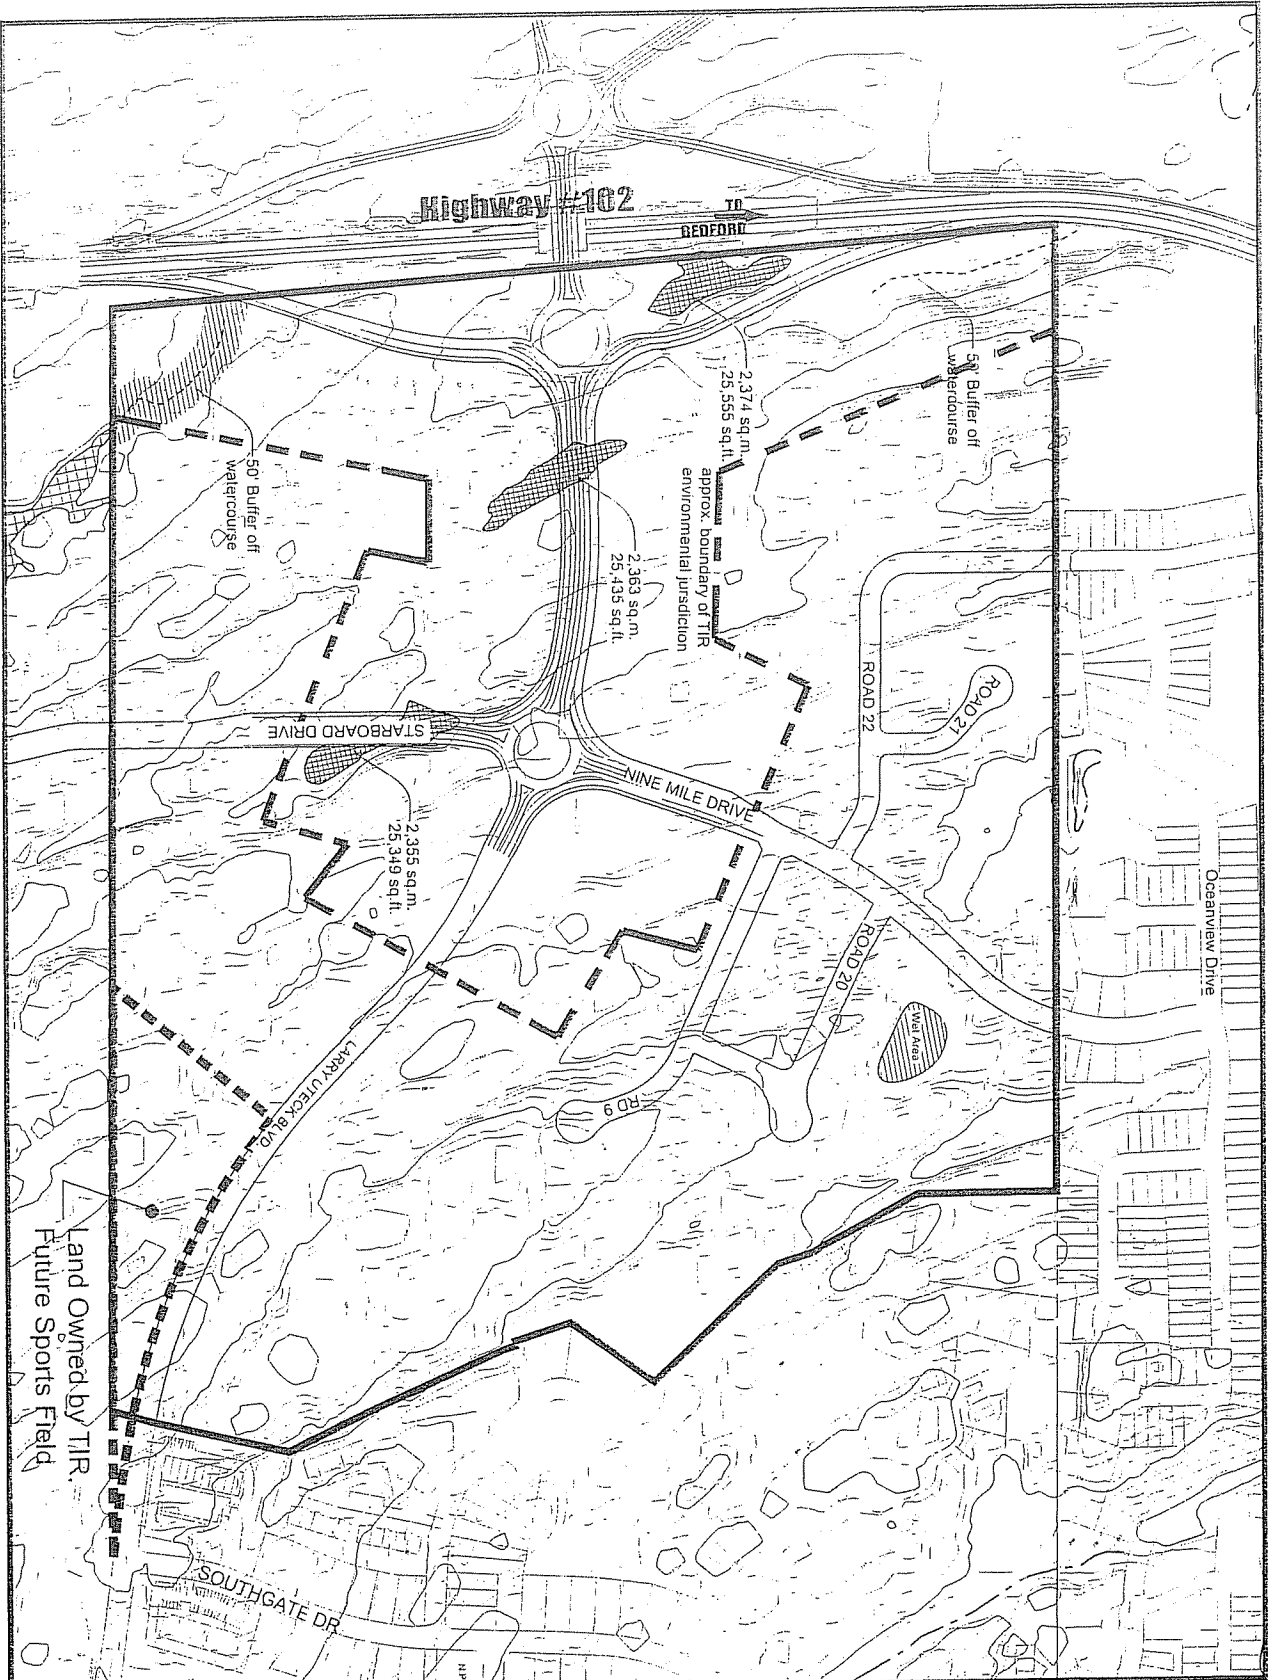 Highway #102
TO
BEDFORD
50' Buffer off
watercourse
2,374 sq.m.
25,555 sq.ft.
approx. boundary of TIR
environmental jursdiction
2,363 sq.m.
25,435 sq.ft.
50' Buffer off
watercourse
ROAD 22
ROAD 21
STARBOARD DRIVE
NINE MILE DRIVE
2,355 sq.m.
25,349 sq.ft.
Oceanview Drive
ROAD 20
Wet Area
RD 9
LARRY UTECK BLVD.
Land Owned by T.I.R.
Future Sports Field
SOUTHGATE DR
NP